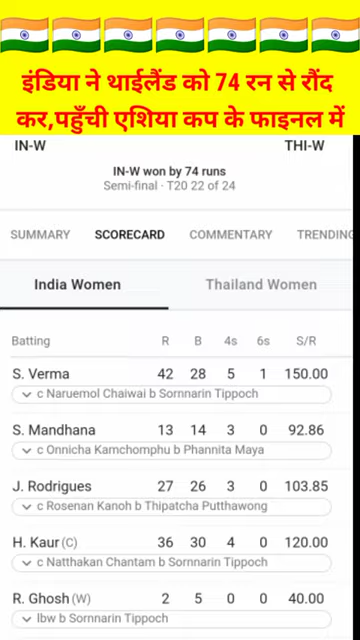 इंडिया ने थाईलैंड को 74 रन से रौंद
कर,पहुँची एशिया कप के फाइनल में
IN-W THI-W
IN-W won by 74 runs
Semi-final · T20 22 of 24
SUMMARY SCORECARD COMMENTARY TRENDING
India Women Thailand Women
Batting R B 4s 6s S/R
S. Verma 42 28 5 1 150.00
c Naruemol Chaiwai b Sornnarin Tippoch
S. Mandhana 13 14 3 0 92.86
c Onnicha Kamchomphu b Phannita Maya
J. Rodrigues 27 26 3 0 103.85
c Rosenan Kanoh b Thipatcha Putthawong
H. Kaur (C) 36 30 4 0 120.00
c Natthakan Chantam b Sornnarin Tippoch
R. Ghosh (W) 2 5 0 0 40.00
lbw b Sornnarin Tippoch